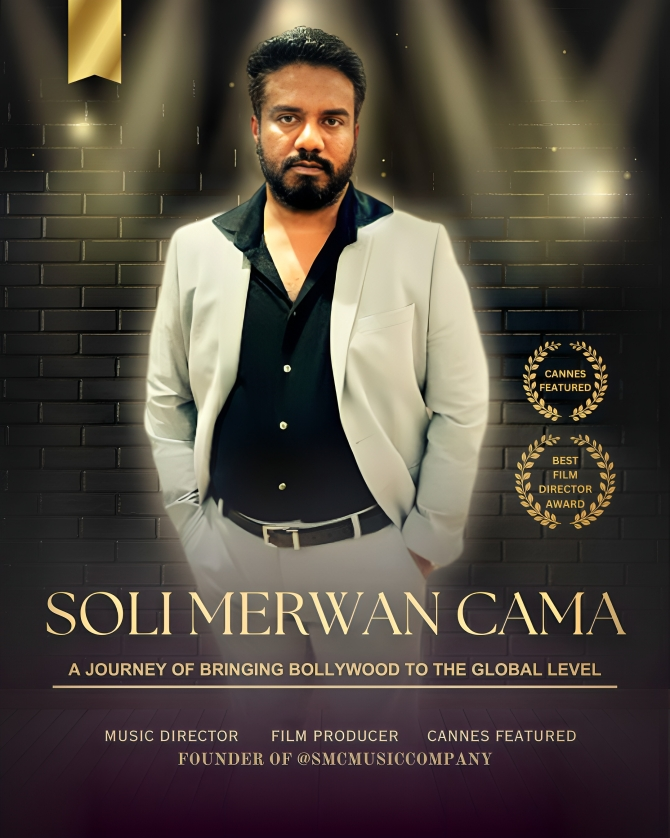 CANNES
FEATURED
BEST
FILM
DIRECTOR
AWARD
SOLI MERWAN CAMA
A JOURNEY OF BRINGING BOLLYWOOD TO THE GLOBAL LEVEL
MUSIC DIRECTOR FILM PRODUCER CANNES FEATURED
FOUNDER OF @SMCMUSICCOMPANY